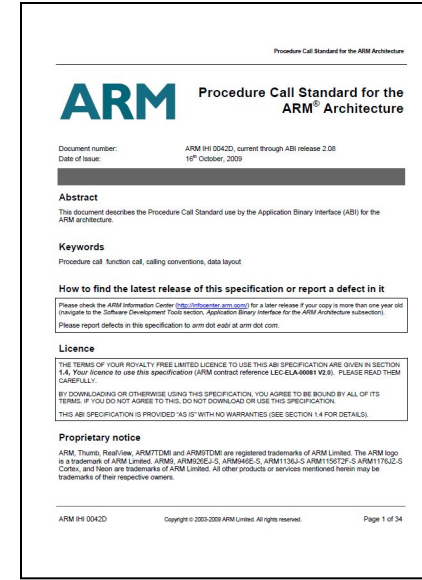 Procedure Call Standard for the ARM Architecture
ARM
Procedure Call Standard for the
ARM® Architecture
Document number: ARM IHI 0042D, current through ABI release 2.08
Date of Issue: 16th October, 2009
Abstract
This document describes the Procedure Call Standard use by the Application Binary Interface (ABI) for the
ARM architecture.
Keywords
Procedure call function call, calling conventions, data layout
How to find the latest release of this specification or report a defect in it
Please check the ARM Information Center (http://infocenter.arm.com/) for a later release if your copy is more than one year old
(navigate to the Software Development Tools section, Application Binary Interface for the ARM Architecture subsection).
Please report defects in this specification to arm dot eabi at arm dot com.
Licence
THE TERMS OF YOUR ROYALTY FREE LIMITED LICENCE TO USE THIS ABI SPECIFICATION ARE GIVEN IN SECTION
1.4, Your licence to use this specification (ARM contract reference LEC-ELA-00081 V2.0). PLEASE READ THEM
CAREFULLY.
BY DOWNLOADING OR OTHERWISE USING THIS SPECIFICATION, YOU AGREE TO BE BOUND BY ALL OF ITS
TERMS. IF YOU DO NOT AGREE TO THIS, DO NOT DOWNLOAD OR USE THIS SPECIFICATION.
THIS ABI SPECIFICATION IS PROVIDED "AS IS" WITH NO WARRANTIES (SEE SECTION 1.4 FOR DETAILS).
Proprietary notice
ARM, Thumb, RealView, ARM7TDMI and ARM9TDMI are registered trademarks of ARM Limited. The ARM logo
is a trademark of ARM Limited. ARM9, ARM926EJ-S, ARM946E-S, ARM1136J-S ARM1156T2F-S ARM1176JZ-S
Cortex, and Neon are trademarks of ARM Limited. All other products or services mentioned herein may be
trademarks of their respective owners.
ARM IHI 0042D Copyright © 2003-2009 ARM Limited. All rights reserved. Page 1 of 34